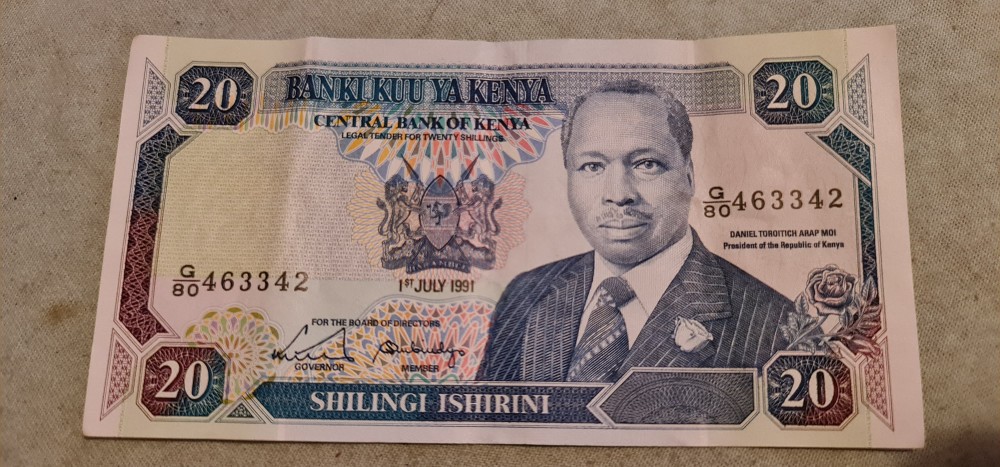 20
BANKI KUU YA KENYA
20
CENTRAL BANK OF KENYA
LEGAL TENDER FOR TWENTY SHILLINGS
G/80 463342
DANIEL TOROITICH ARAP MOI
President of the Republic of Kenya
HARAMBEE
G/80 463342
1ST JULY 1991
FOR THE BOARD OF DIRECTORS
GOVERNOR
MEMBER
20
SHILINGI ISHIRINI
20